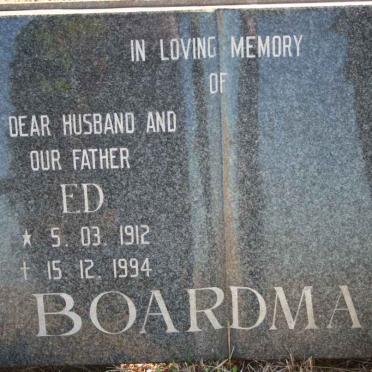 IN LOVING MEMORY
OF
DEAR HUSBAND AND
OUR FATHER
ED
* 5. 03. 1912
† 15. 12. 1994
BOARDMA